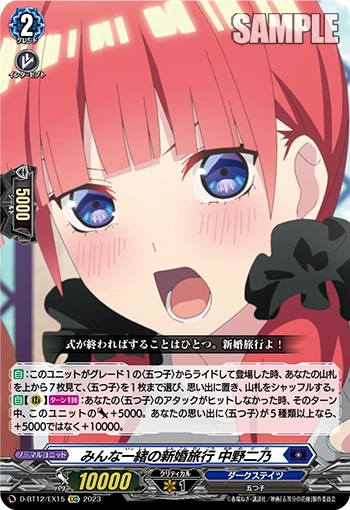 2
グレード
SAMPLE
インターセプト
5000
シールド
式が終わればすることはひとつ。新婚旅行よ！
自：このユニットがグレード1の〈五つ子〉からライドして登場した時、あなたの山札
を上から7枚見て、〈五つ子〉を1枚まで選び、思い出に置き、山札をシャッフルする。
自 ターン1回：あなたの〈五つ子〉のアタックがヒットしなかった時、そのター
ン中、このユニットの+5000。あなたの思い出に〈五つ子〉が5種類以上なら、
+5000ではなく+10000。
ノーマルユニット
みんな一緒の新婚旅行 中野二乃
パワー
10000
クリティカル
1
ダークステイツ
五つ子
D-BT12/EX15
2023